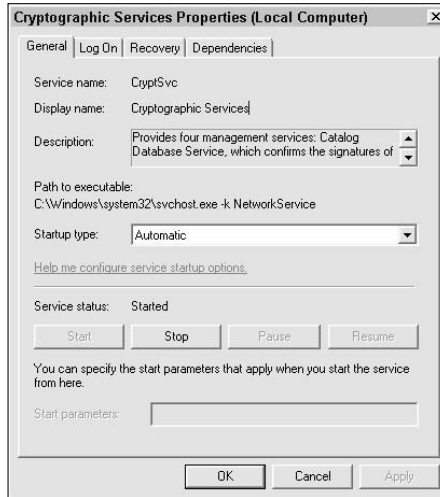 Cryptographic Services Properties (Local Computer)
General Log On Recovery Dependencies
Service name: CryptSvc
Display name: Cryptographic Services
Description: Provides four management services: Catalog
Database Service, which confirms the signatures of
Path to executable:
C:\Windows\system32\svchost.exe -k NetworkService
Startup type: Automatic
Help me configure service startup options.
Service status: Started
Start Stop Pause Resume
You can specify the start parameters that apply when you start the service
from here.
Start parameters:
OK Cancel Apply